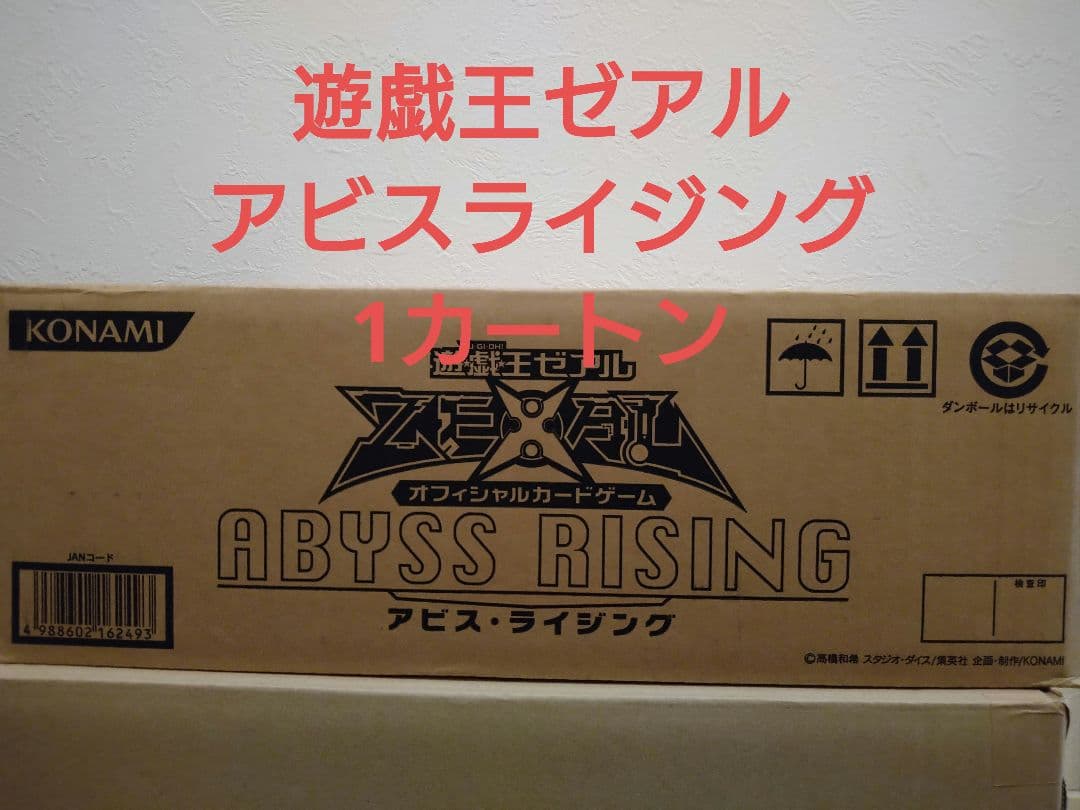 遊戯王ゼアル
アビスライジング
1カートン
KONAMI
遊戯王ゼアル
ZEXAL
オフィシャルカードゲーム
ABYSS RISING
アビス・ライジング
ダンボールはリサイクル
JANコード
4 988602 162493
検査印
©高橋和希 スタジオ・ダイス/集英社 企画・制作/KONAMI